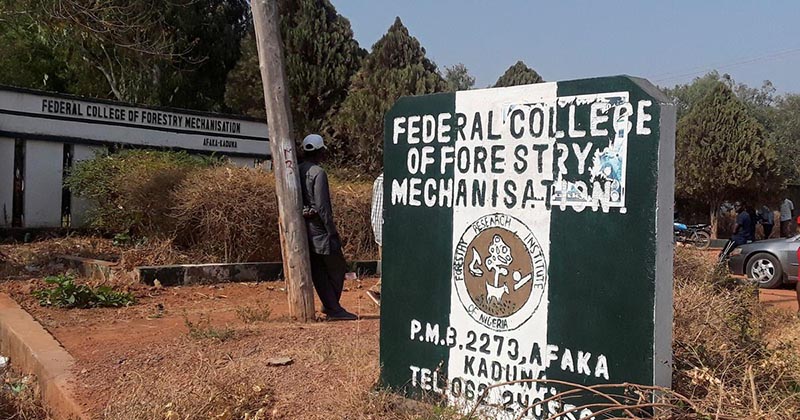 FEDERAL COLLEGE OF FORESTRY MECHANISATION
AFAKA-KADUNA
FEDERAL COLLEGE
OF FORESTRY
MECHANISATION.
FORESTRY RESEARCH INSTITUTE
OF NIGERIA
P.M.B.2273, AFAKA
KADUNA
TEL